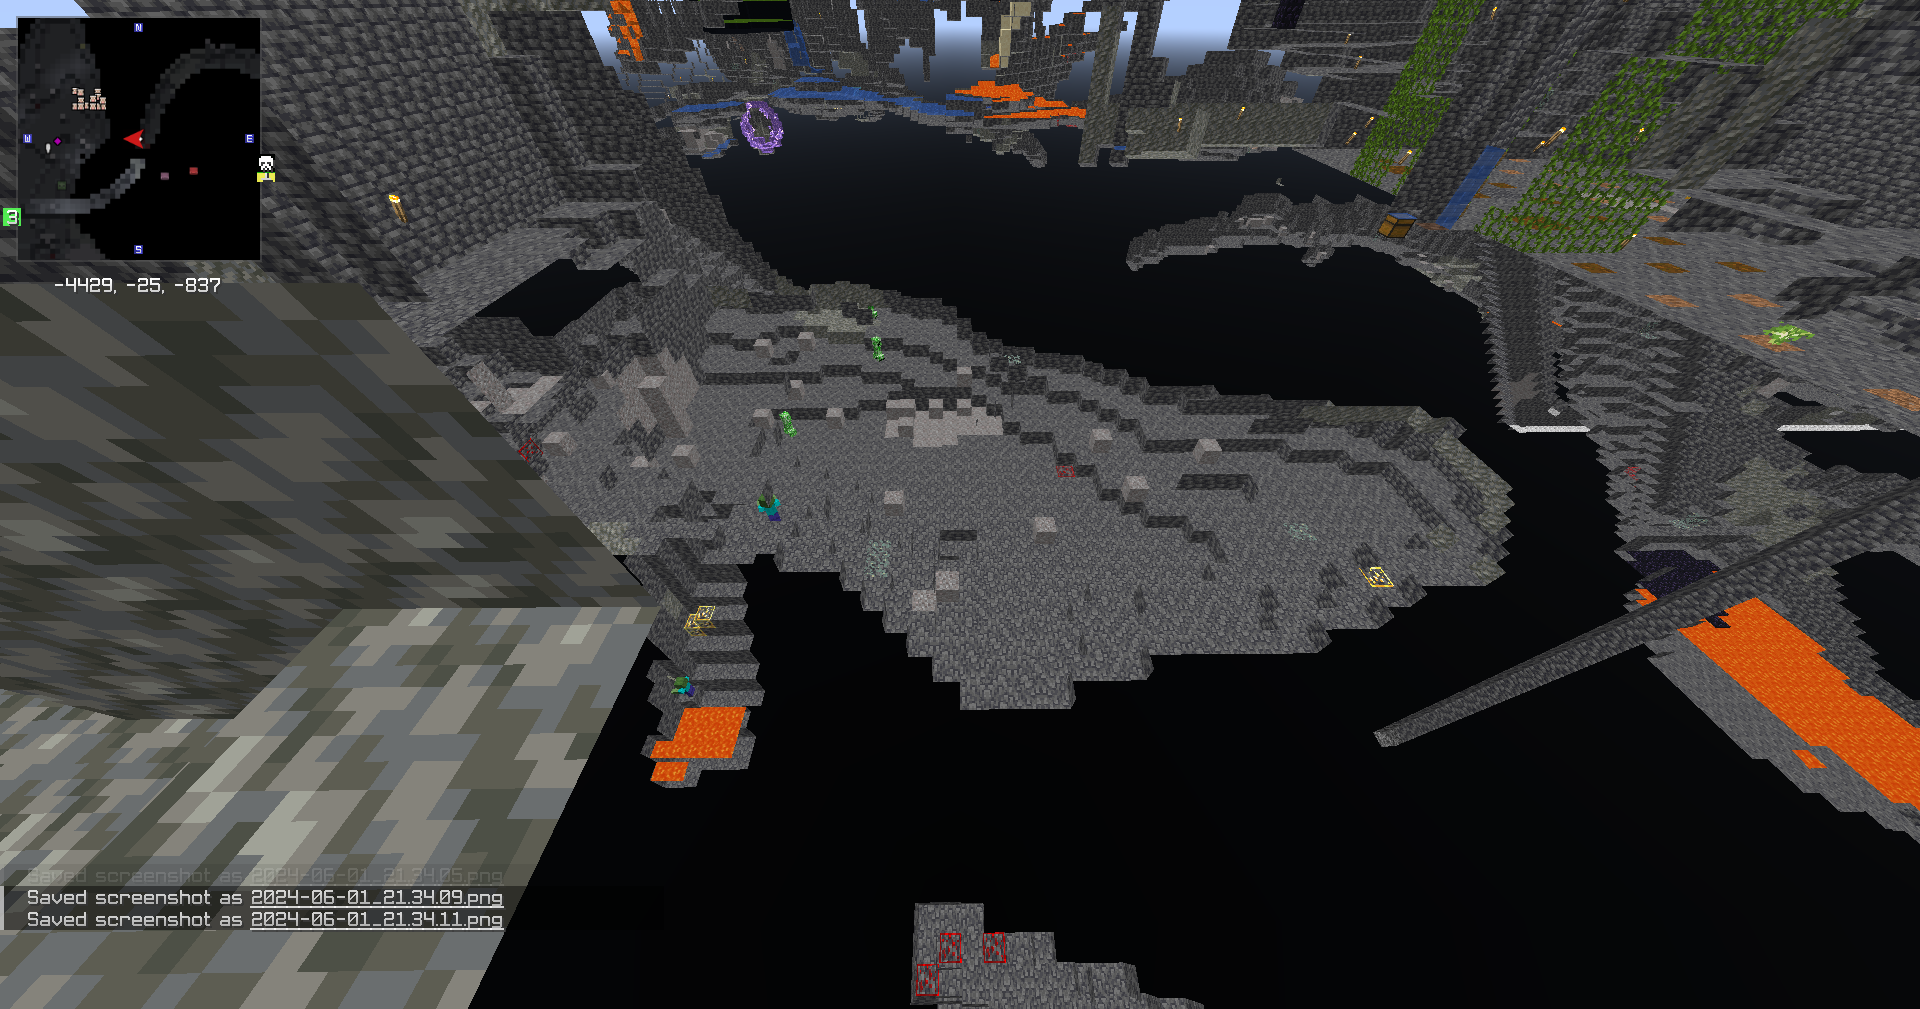 N
W
E
3
S
-4429, -25, -837
Saved screenshot as 2024-06-01_21.34.05.png
Saved screenshot as 2024-06-01_21.34.09.png
Saved screenshot as 2024-06-01_21.34.11.png